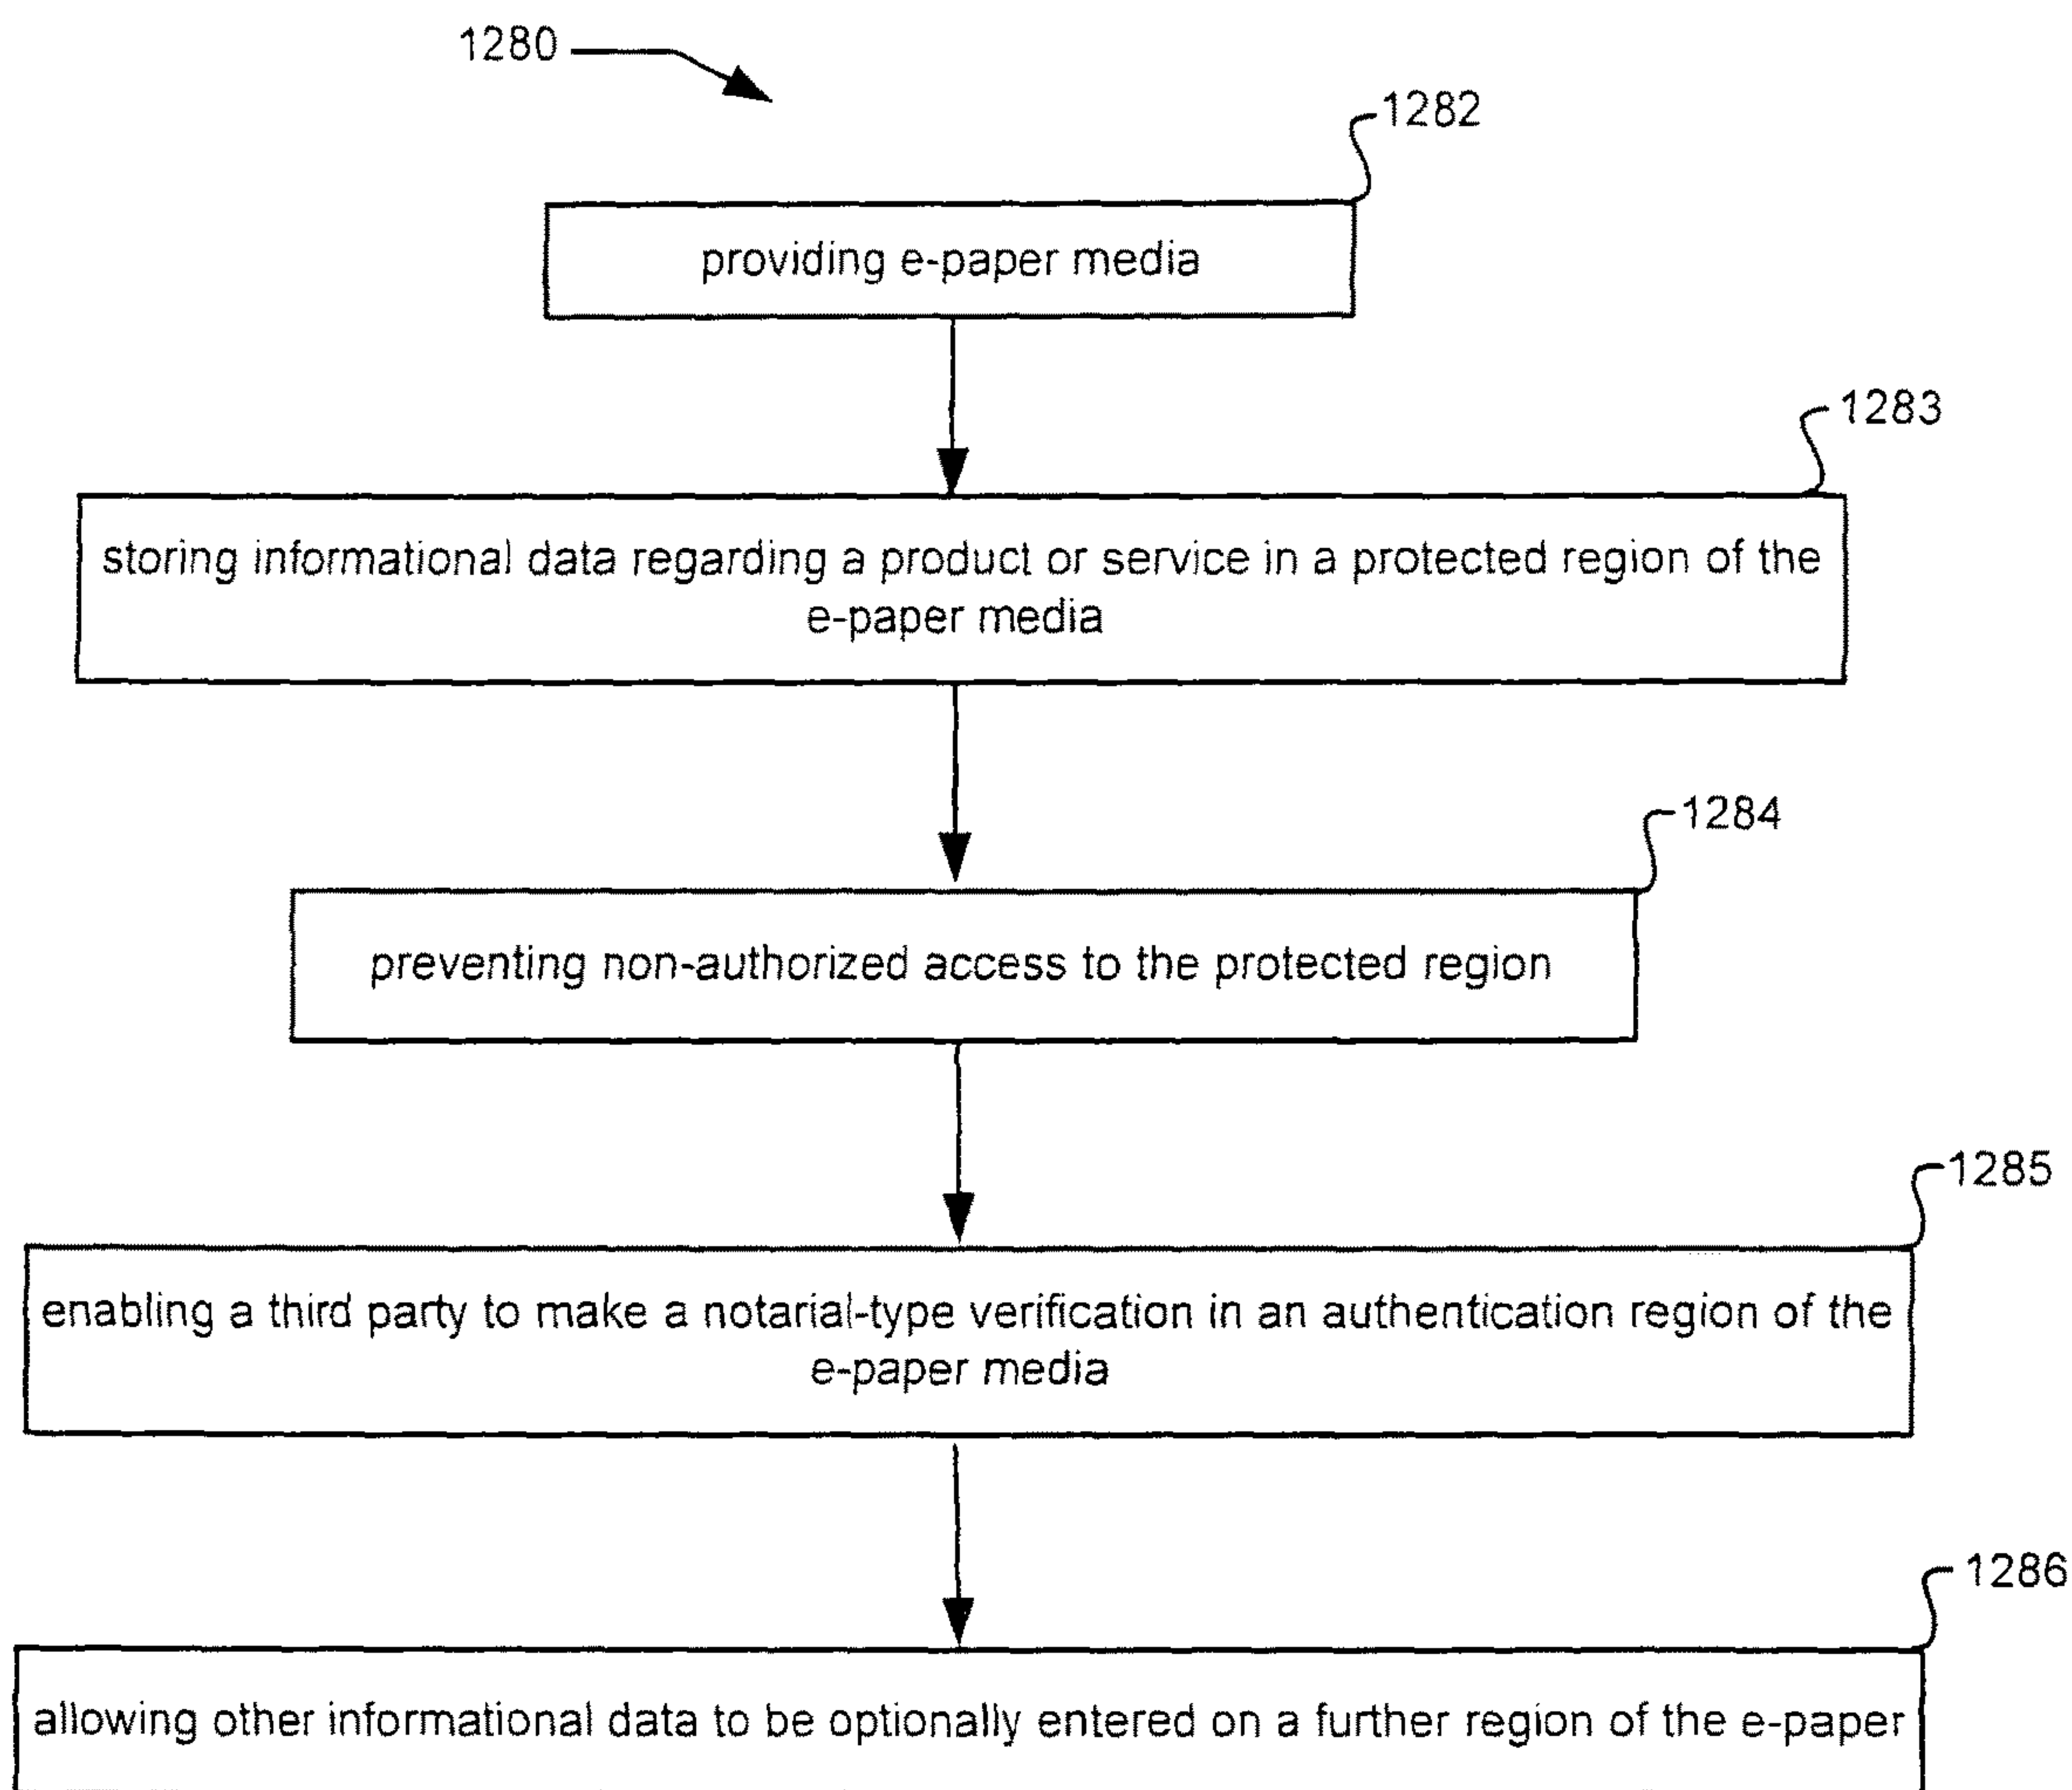 1280
1282
providing e-paper media
1283
storing informational data regarding a product or service in a protected region of the
e-paper media
1284
preventing non-authorized access to the protected region
1285
enabling a third party to make a notarial-type verification in an authentication region of the
e-paper media
1286
allowing other informational data to be optionally entered on a further region of the e-paper